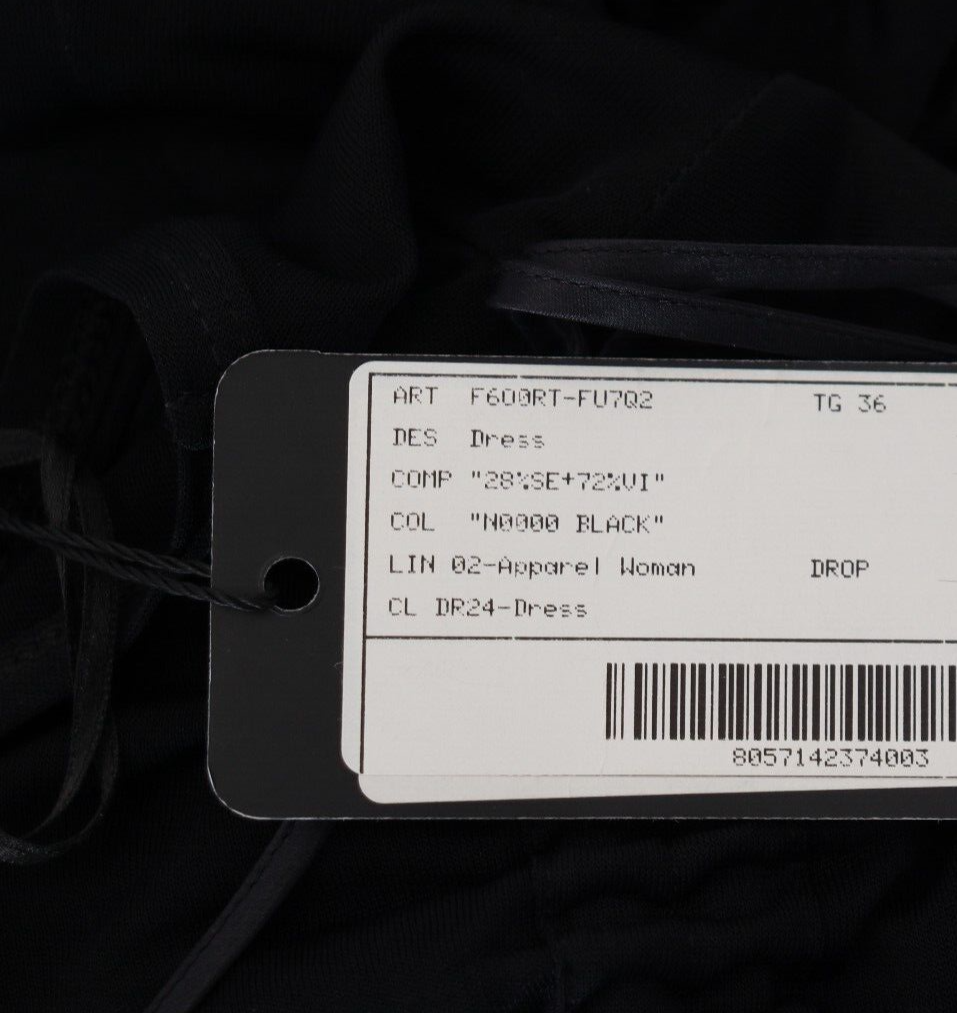 ART F600RT-FU7Q2 TG 36
DES Dress
COMP "28%SE+72%VI"
COL "N0000 BLACK"
LIN 02-Apparel Woman DROP
CL DR24-Dress
8057142374003